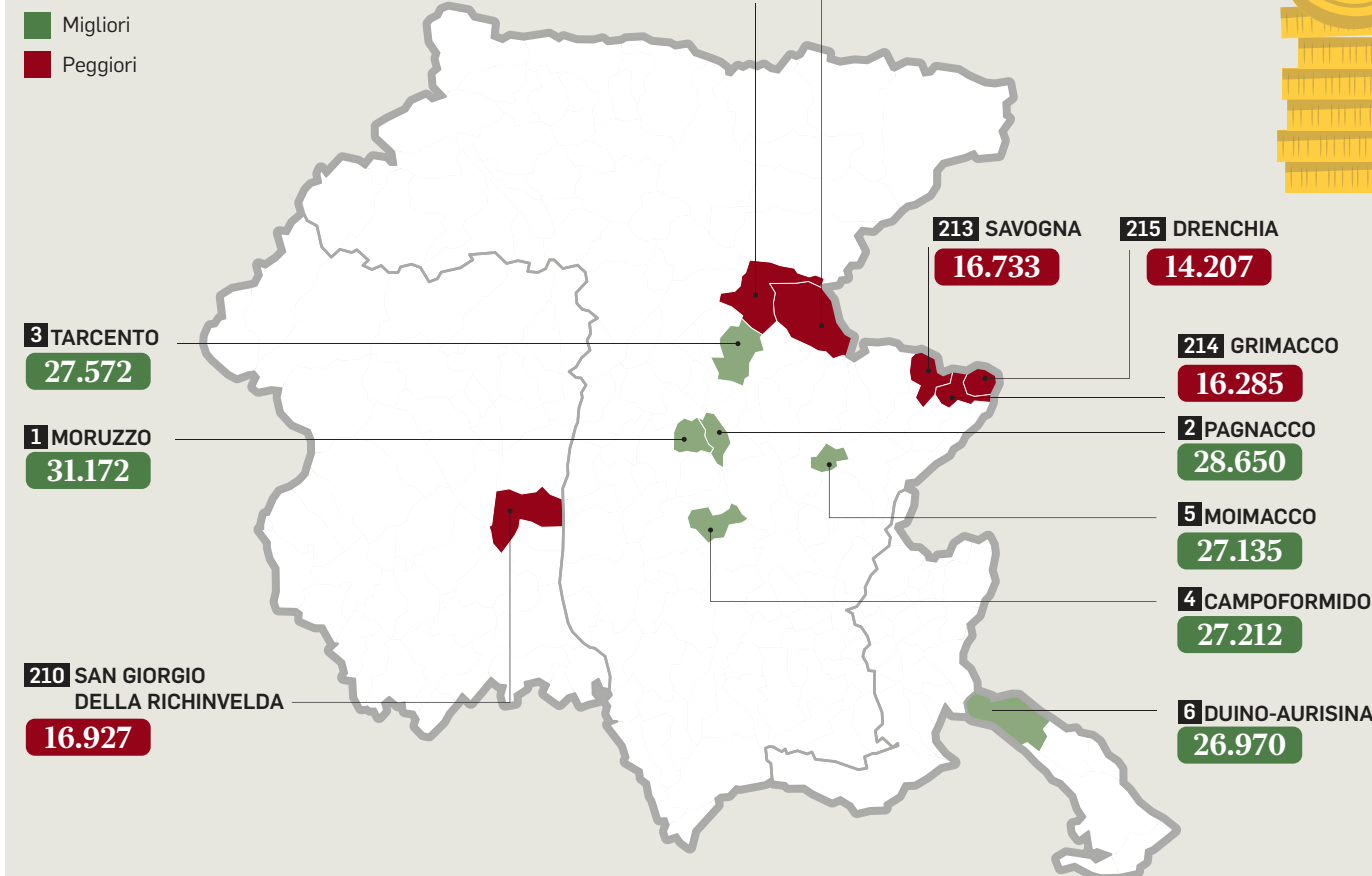 Migliori
Peggiori
213 SAVOGNA
16.733
215 DRENCHIA
14.207
3 TARCENTO
27.572
214 GRIMACCO
16.285
1 MORUZZO
31.172
2 PAGNACCO
28.650
5 MOIMACCO
27.135
4 CAMPOFORMIDO
27.212
210 SAN GIORGIO
DELLA RICHINVELDA
16.927
6 DUINO-AURISINA
26.970